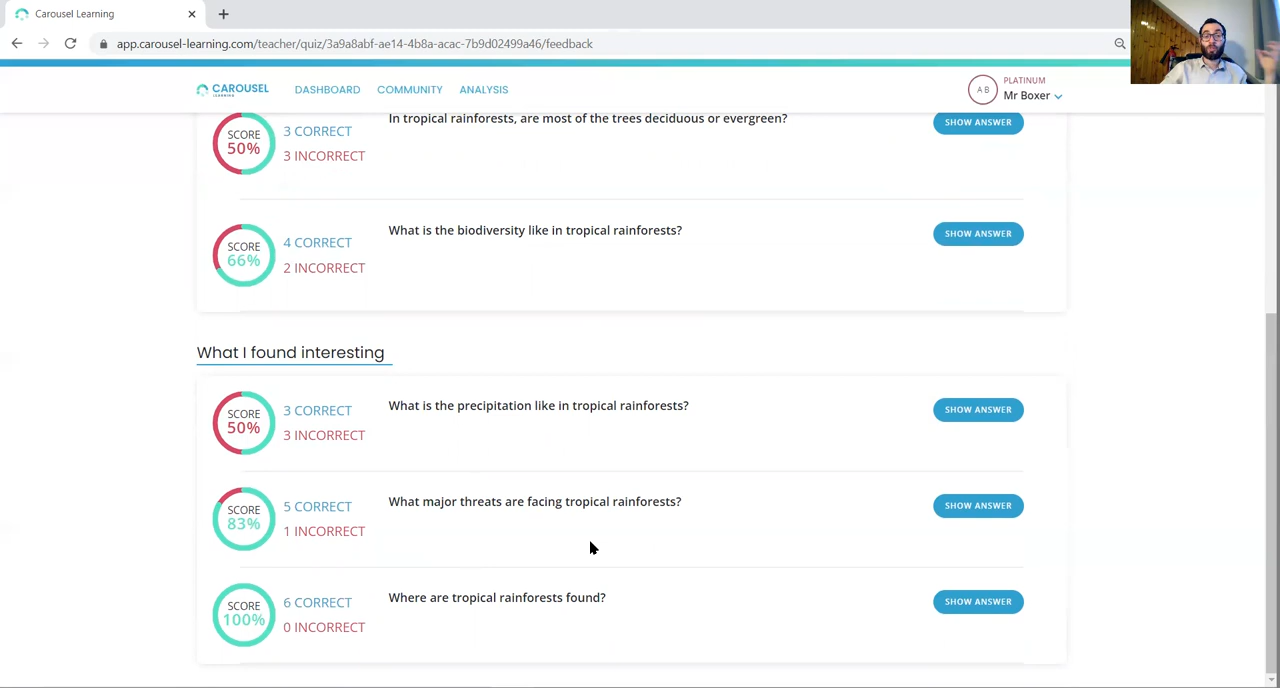 Carousel Learning
app.carousel-learning.com/teacher/quiz/3a9a8abf-ae14-4b8a-acac-7b9d02499a46/feedback
CAROUSEL
LEARNING
DASHBOARD
COMMUNITY
ANALYSIS
A B
PLATINUM
Mr Boxer
SCORE
50%
3 CORRECT
3 INCORRECT
In tropical rainforests, are most of the trees deciduous or evergreen?
SHOW ANSWER
SCORE
66%
4 CORRECT
2 INCORRECT
What is the biodiversity like in tropical rainforests?
SHOW ANSWER
What I found interesting
SCORE
50%
3 CORRECT
3 INCORRECT
What is the precipitation like in tropical rainforests?
SHOW ANSWER
SCORE
83%
5 CORRECT
1 INCORRECT
What major threats are facing tropical rainforests?
SHOW ANSWER
SCORE
100%
6 CORRECT
0 INCORRECT
Where are tropical rainforests found?
SHOW ANSWER